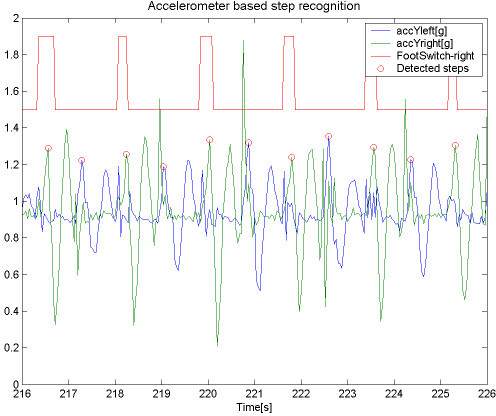 Accelerometer based step recognition
2
1.8
1.6
1.4
1.2
1
0.8
0.6
0.4
0.2
0
accYleft[g]
accYright[g]
FootSwitch-right
Detected steps
216 217 218 219 220 221 222 223 224 225 226
Time[s]